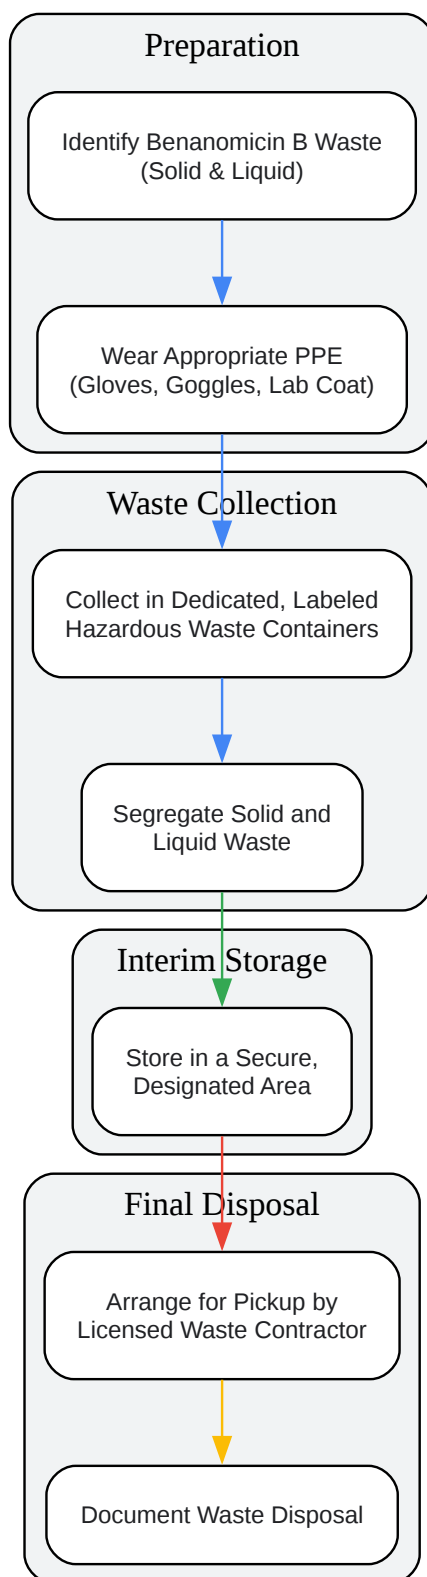 Preparation
Identify Benanomicin B Waste
(Solid & Liquid)
Wear Appropriate PPE
(Gloves, Goggles, Lab Coat)
Waste Collection
Collect in Dedicated, Labeled
Hazardous Waste Containers
Segregate Solid and
Liquid Waste
Interim Storage
Store in a Secure,
Designated Area
Final Disposal
Arrange for Pickup by
Licensed Waste Contractor
Document Waste Disposal